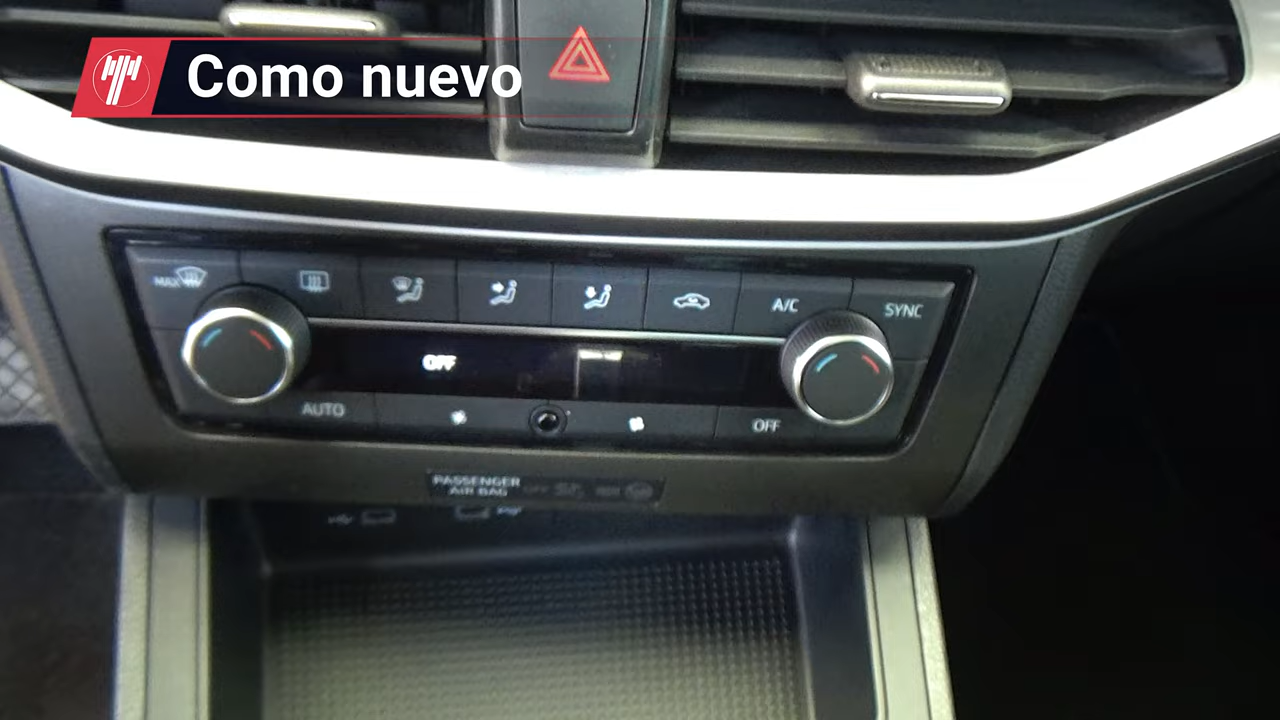 Como nuevo
MAX
A/C
SYNC
OFF
AUTO
OFF
PASSENGER
AIR BAG